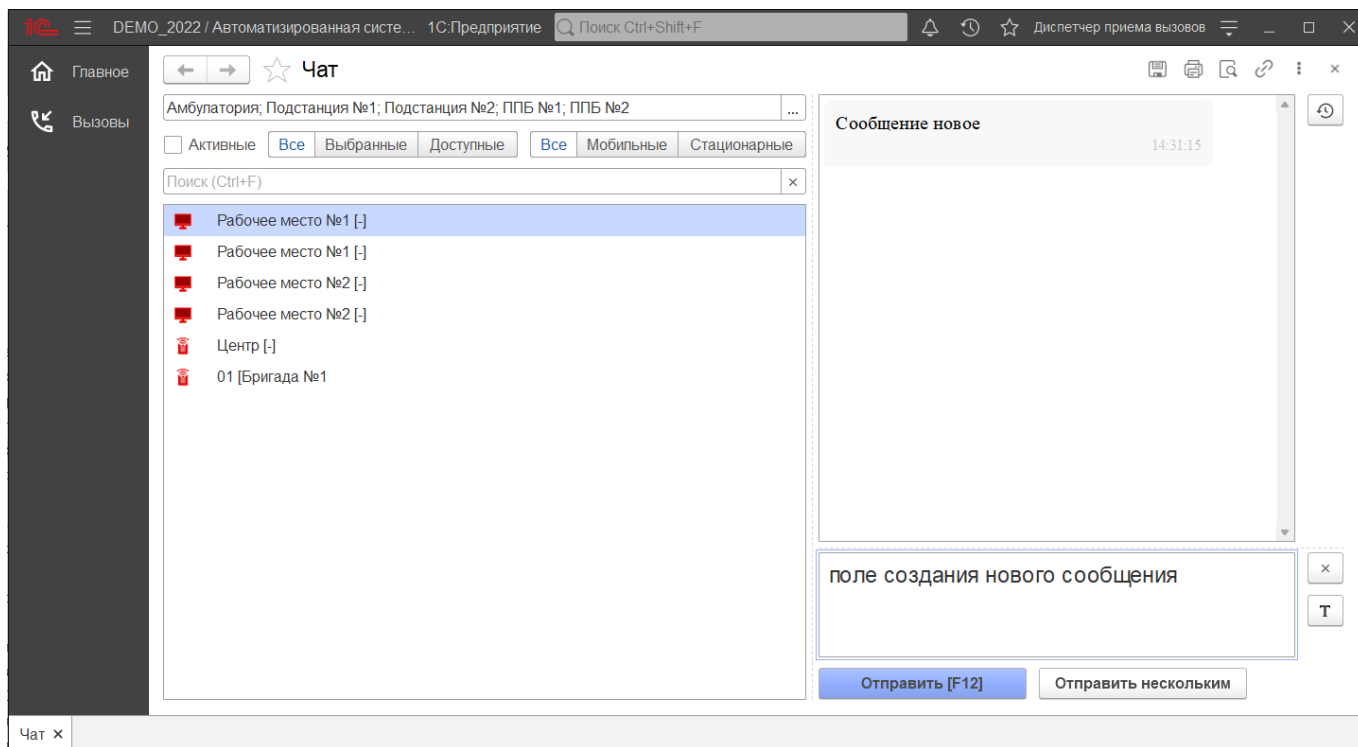 1С DEMO_2022 / Автоматизированная систе... 1С:Предприятие Поиск Ctrl+Shift+F Диспетчер приема вызовов
Главное
Вызовы
Чат
Амбулатория; Подстанция №1; Подстанция №2; ППБ №1; ППБ №2 ...
Активные Все Выбранные Доступные Все Мобильные Стационарные
Поиск (Ctrl+F) ×
Рабочее место №1 [-]
Рабочее место №1 [-]
Рабочее место №2 [-]
Рабочее место №2 [-]
Центр [-]
01 [Бригада №1
Сообщение новое
14:31:15
поле создания нового сообщения
T
Отправить [F12] Отправить нескольким
Чат ×